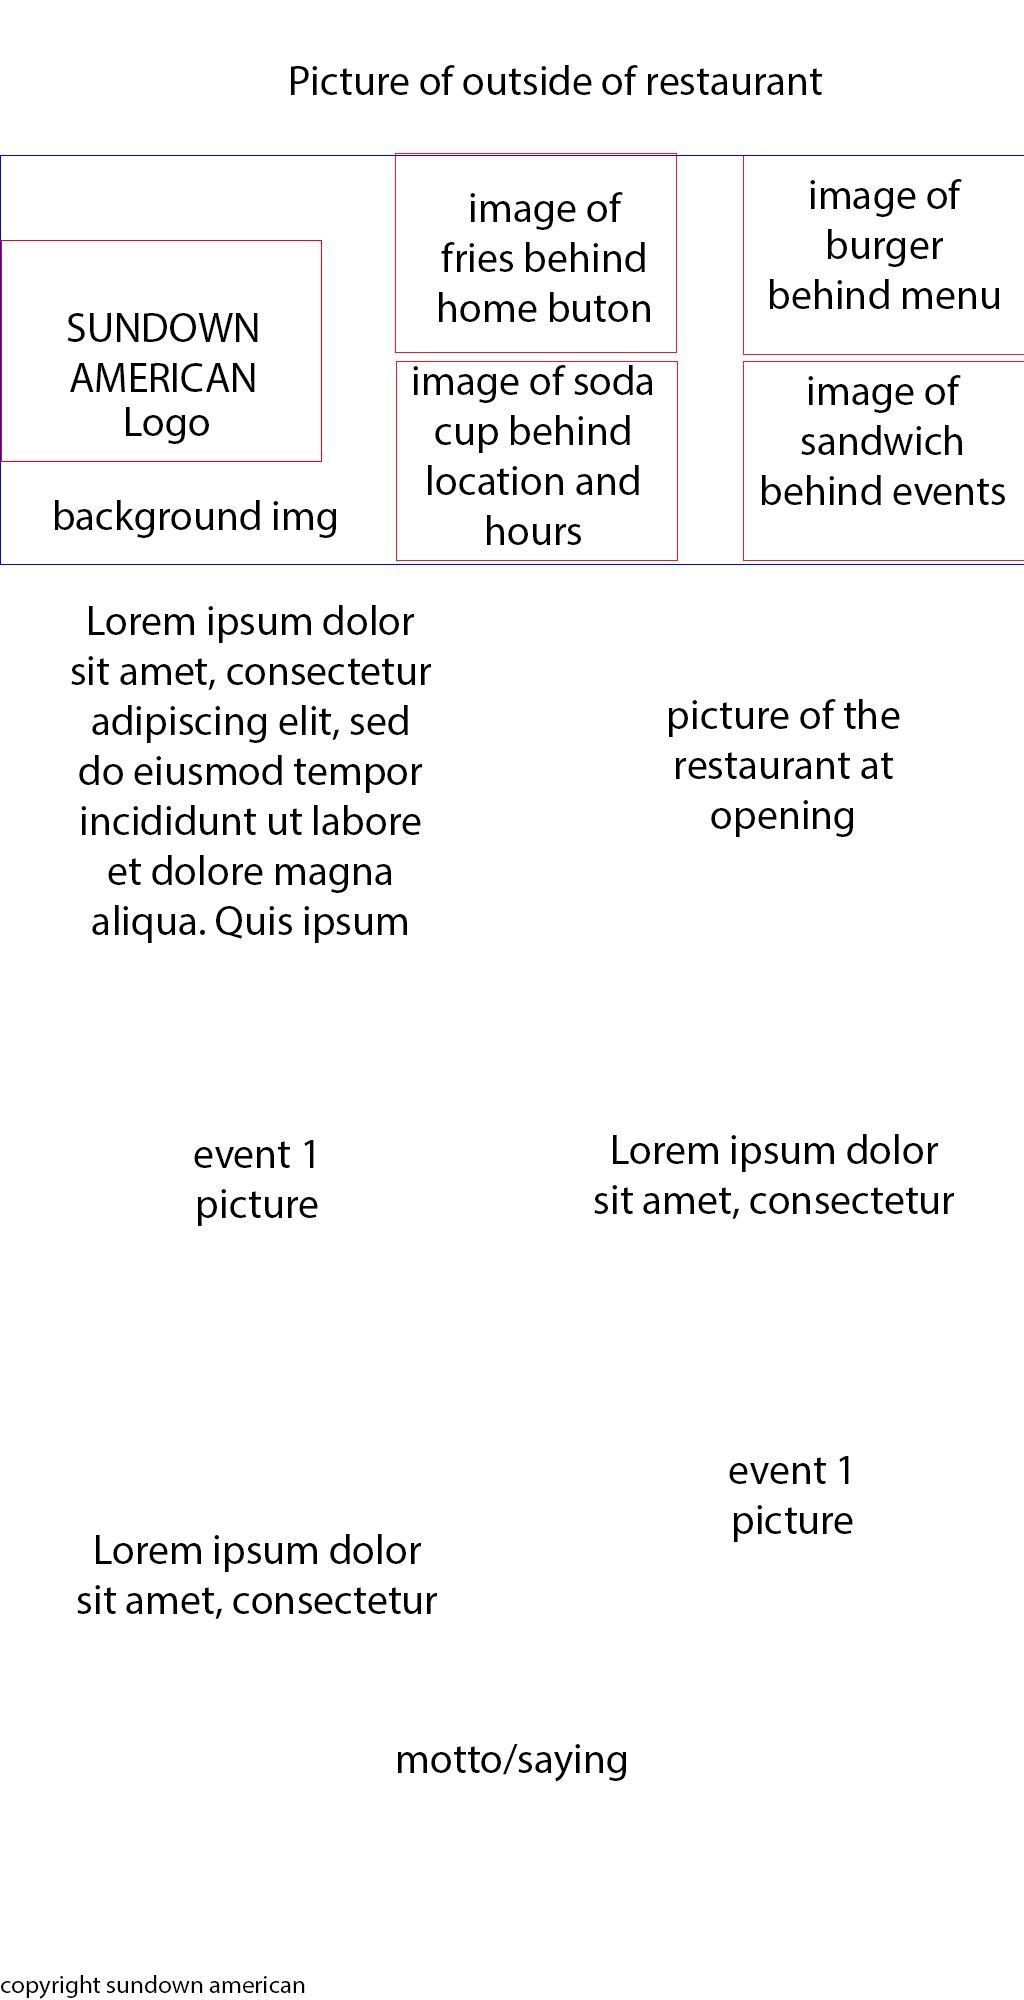 Picture of outside of restaurant
image of
fries behind
home buton
image of
burger
behind menu
SUNDOWN
AMERICAN
Logo
background img
image of soda
cup behind
location and
hours
image of
sandwich
behind events
Lorem ipsum dolor
sit amet, consectetur
adipiscing elit, sed
do eiusmod tempor
incididunt ut labore
et dolore magna
aliqua. Quis ipsum
picture of the
restaurant at
opening
event 1
picture
Lorem ipsum dolor
sit amet, consectetur
Lorem ipsum dolor
sit amet, consectetur
event 1
picture
motto/saying
copyright sundown american